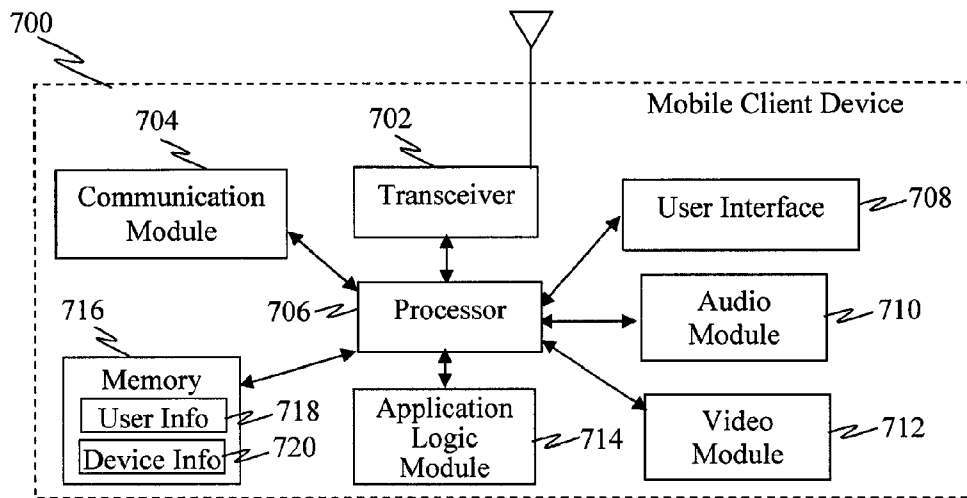 700
Mobile Client Device
704
702
Communication
Module
Transceiver
User Interface
708
706
Processor
Audio
Module
710
716
Memory
User Info
718
Device Info
720
Application
Logic
Module
714
Video
Module
712